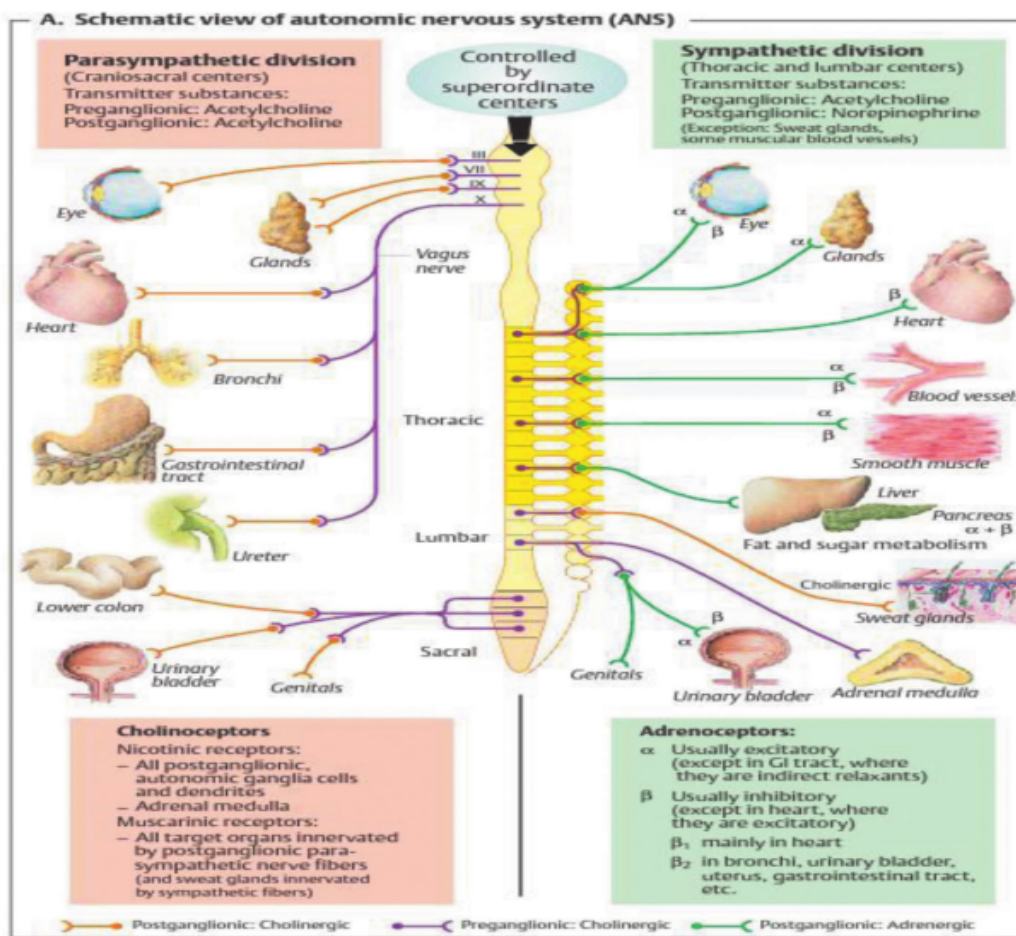 A. Schematic view of autonomic nervous system (ANS)
Parasympathetic division
(Craniosacral centers)
Transmitter substances:
Preganglionic: Acetylcholine
Postganglionic: Acetylcholine
Controlled
by
superordinate
centers
Sympathetic division
(Thoracic and lumbar centers)
Transmitter substances:
Preganglionic: Acetylcholine
Postganglionic: Norepinephrine
(Exception: Sweat glands,
some muscular blood vessels)
III
VII
IX
X
Eye
Glands
Vagus
nerve
Heart
Bronchi
Gastrointestinal
tract
Ureter
Lower colon
Urinary
bladder
Genitals
Thoracic
Lumbar
Sacral
α
β
Eye
α
Glands
β
Heart
α
β
Blood vessels
α
β
Smooth muscle
Liver
Pancreas
α + β
Fat and sugar metabolism
Cholinergic
Sweat glands
β
α
Genitals
Urinary bladder
Adrenal medulla
Cholinoceptors
Nicotinic receptors:
– All postganglionic,
autonomic ganglia cells
and dendrites
– Adrenal medulla
Muscarinic receptors:
– All target organs innervated
by postganglionic para-
sympathetic nerve fibers
(and sweat glands innervated
by sympathetic fibers)
Adrenoceptors:
α Usually excitatory
(except in GI tract, where
they are indirect relaxants)
β Usually inhibitory
(except in heart, where
they are excitatory)
β₁ mainly in heart
β₂ in bronchi, urinary bladder,
uterus, gastrointestinal tract,
etc.
Postganglionic: Cholinergic
Preganglionic: Cholinergic
Postganglionic: Adrenergic